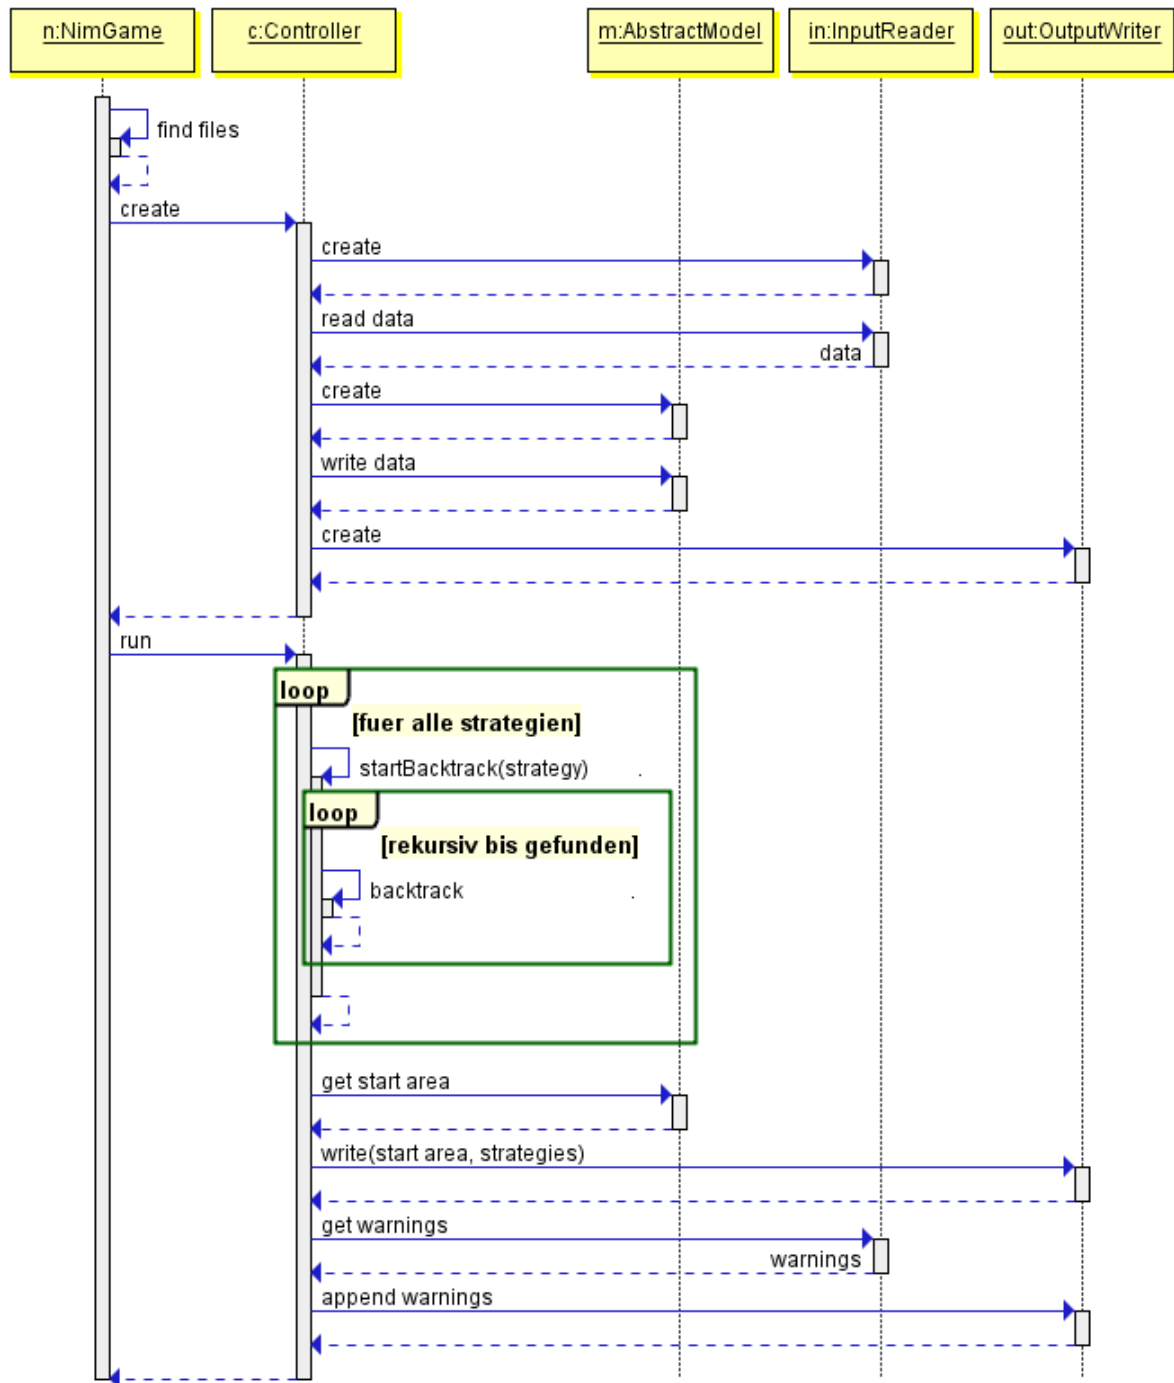 n:NimGame
c:Controller
m:AbstractModel
in:InputReader
out:OutputWriter
find files
create
create
read data
data
create
write data
create
run
loop
[fuer alle strategien]
startBacktrack(strategy) .
loop
[rekursiv bis gefunden]
backtrack .
get start area
write(start area, strategies)
get warnings
warnings
append warnings